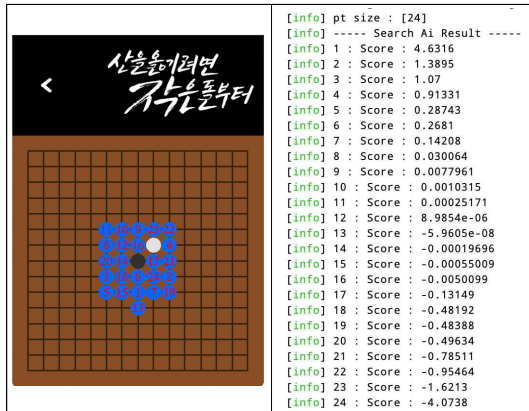 산을옮기려면
작은돌부터
[info] pt size : [24]
[info] ----- Search Ai Result -----
[info] 1 : Score : 4.6316
[info] 2 : Score : 1.3895
[info] 3 : Score : 1.07
[info] 4 : Score : 0.91331
[info] 5 : Score : 0.28743
[info] 6 : Score : 0.2681
[info] 7 : Score : 0.14208
[info] 8 : Score : 0.030064
[info] 9 : Score : 0.0077961
[info] 10 : Score : 0.0010315
[info] 11 : Score : 0.00025171
[info] 12 : Score : 8.9854e-06
[info] 13 : Score : -5.9605e-08
[info] 14 : Score : -0.00019696
[info] 15 : Score : -0.00055009
[info] 16 : Score : -0.0050099
[info] 17 : Score : -0.13149
[info] 18 : Score : -0.48192
[info] 19 : Score : -0.48388
[info] 20 : Score : -0.49634
[info] 21 : Score : -0.78511
[info] 22 : Score : -0.95464
[info] 23 : Score : -1.6213
[info] 24 : Score : -4.0738